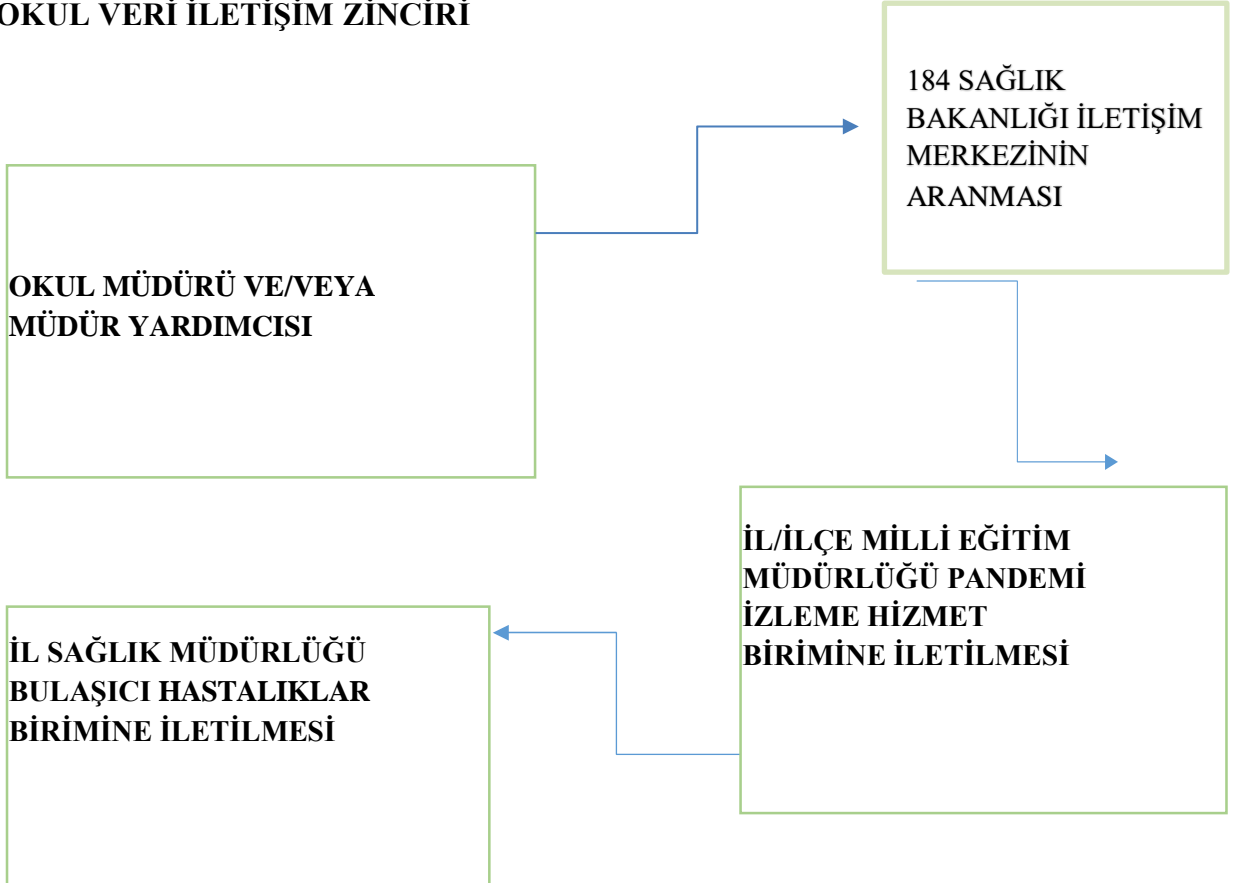 OKUL VERİ İLETİŞİM ZİNCİRİ
184 SAĞLIK
BAKANLIĞI İLETİŞİM
MERKEZİNİN
ARANMASI
OKUL MÜDÜRÜ VE/VEYA
MÜDÜR YARDIMCISI
İL/İLÇE MİLLİ EĞİTİM
MÜDÜRLÜĞÜ PANDEMİ
İZLEME HİZMET
BİRİMİNE İLETİLMESİ
İL SAĞLIK MÜDÜRLÜĞÜ
BULAŞICI HASTALIKLAR
BİRİMİNE İLETİLMESİ